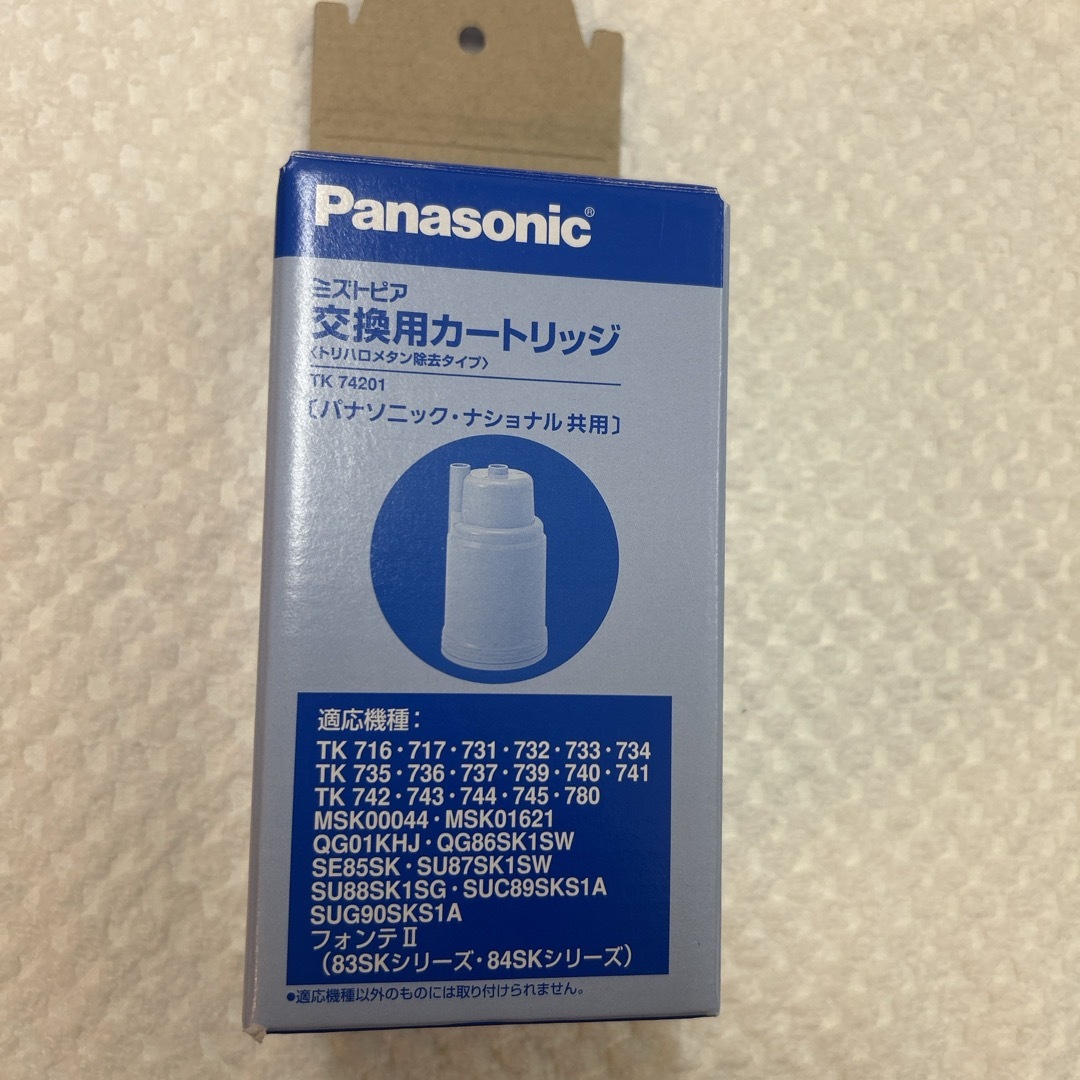 Panasonic®
ミズトピア
交換用カートリッジ
〈トリハロメタン除去タイプ〉
TK 74201
〔パナソニック・ナショナル 共用〕
適応機種：
TK 716・717・731・732・733・734
TK 735・736・737・739・740・741
TK 742・743・744・745・780
MSK00044・MSK01621
QG01KHJ・QG86SK1SW
SE85SK・SU87SK1SW
SU88SK1SG・SUC89SKS1A
SUG90SKS1A
フォンテⅡ
（83SKシリーズ・84SKシリーズ）
●適応機種以外のものには取り付けられません。